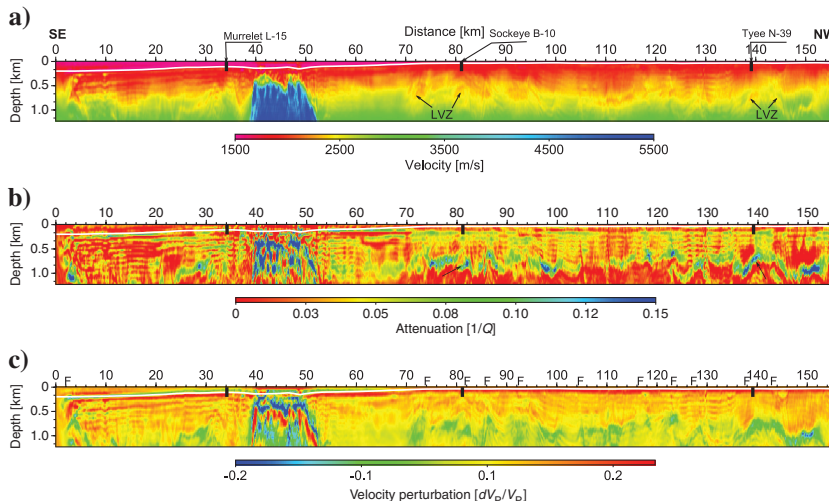 a)
SE
Murrelet L-15
Distance [km]
Sockeye B-10
Tyee N-39
NW
0 10 20 30 40 50 60 70 80 90 100 110 120 130 140 150
Depth [km]
0
0.5
1.0
LVZ
LVZ
1500 2500 3500 4500 5500
Velocity [m/s]
b)
0 10 20 30 40 50 60 70 80 90 100 110 120 130 140 150
Depth [km]
0
0.5
1.0
0 0.03 0.05 0.08 0.10 0.12 0.15
Attenuation [1/Q]
c)
0 10 20 30 40 50 60 70 80 90 100 110 120 130 140 150
F F F F F F F F F F F
Depth [km]
0
0.5
1.0
-0.2 -0.1 0.1 0.2
Velocity perturbation [dVP/VP]